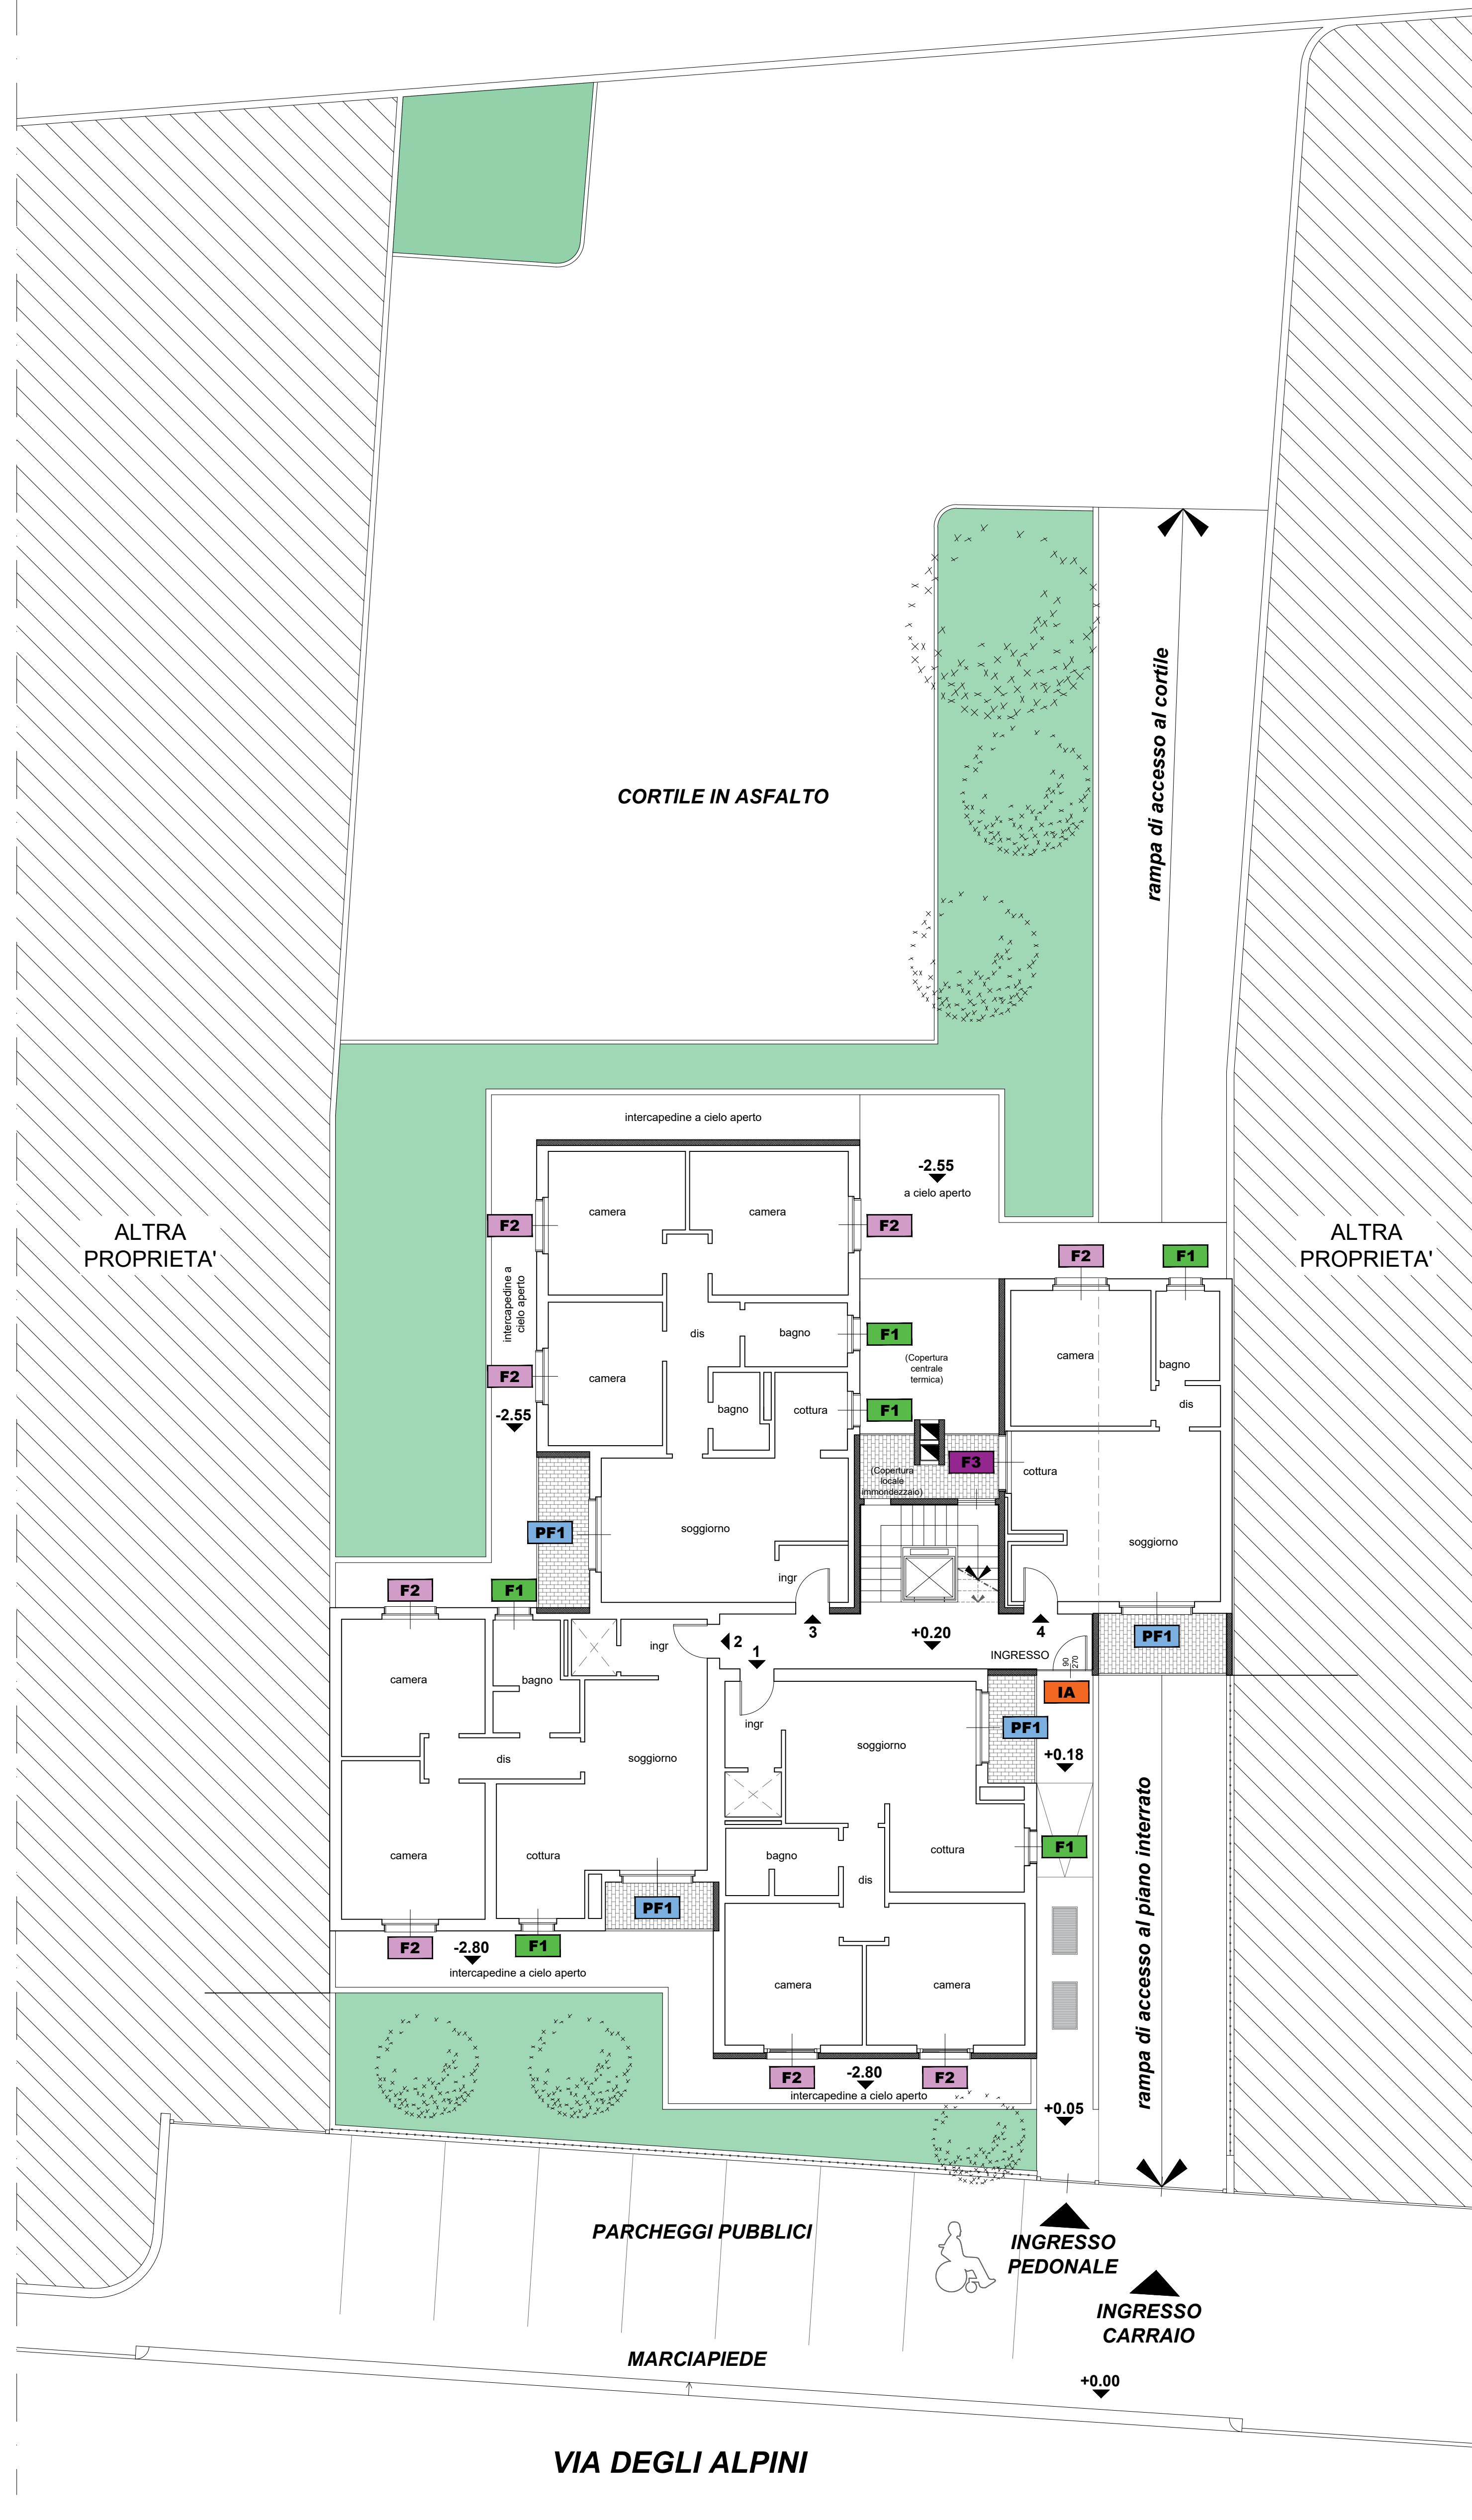 CORTILE IN ASFALTO
rampa di accesso al cortile
intercapedine a cielo aperto
-2.55
a cielo aperto
ALTRA
PROPRIETA'
ALTRA
PROPRIETA'
camera
camera
F2
F2
F2
F1
intercapedine a
cielo aperto
dis
bagno
F1
(Copertura
centrale
termica)
camera
bagno
F2
camera
bagno
cottura
F1
dis
-2.55
F3
cottura
(Copertura
locale
immondezzaio)
PF1
soggiorno
soggiorno
ingr
F2
F1
3
+0.20
4
PF1
2
1
ingr
INGRESSO
90
270
camera
bagno
IA
ingr
PF1
soggiorno
+0.18
dis
soggiorno
camera
cottura
bagno
cottura
F1
dis
PF1
rampa di accesso al piano interrato
F2
-2.80
F1
intercapedine a cielo aperto
camera
camera
F2
-2.80
F2
intercapedine a cielo aperto
+0.05
PARCHEGGI PUBBLICI
INGRESSO
PEDONALE
INGRESSO
CARRAIO
MARCIAPIEDE
+0.00
VIA DEGLI ALPINI